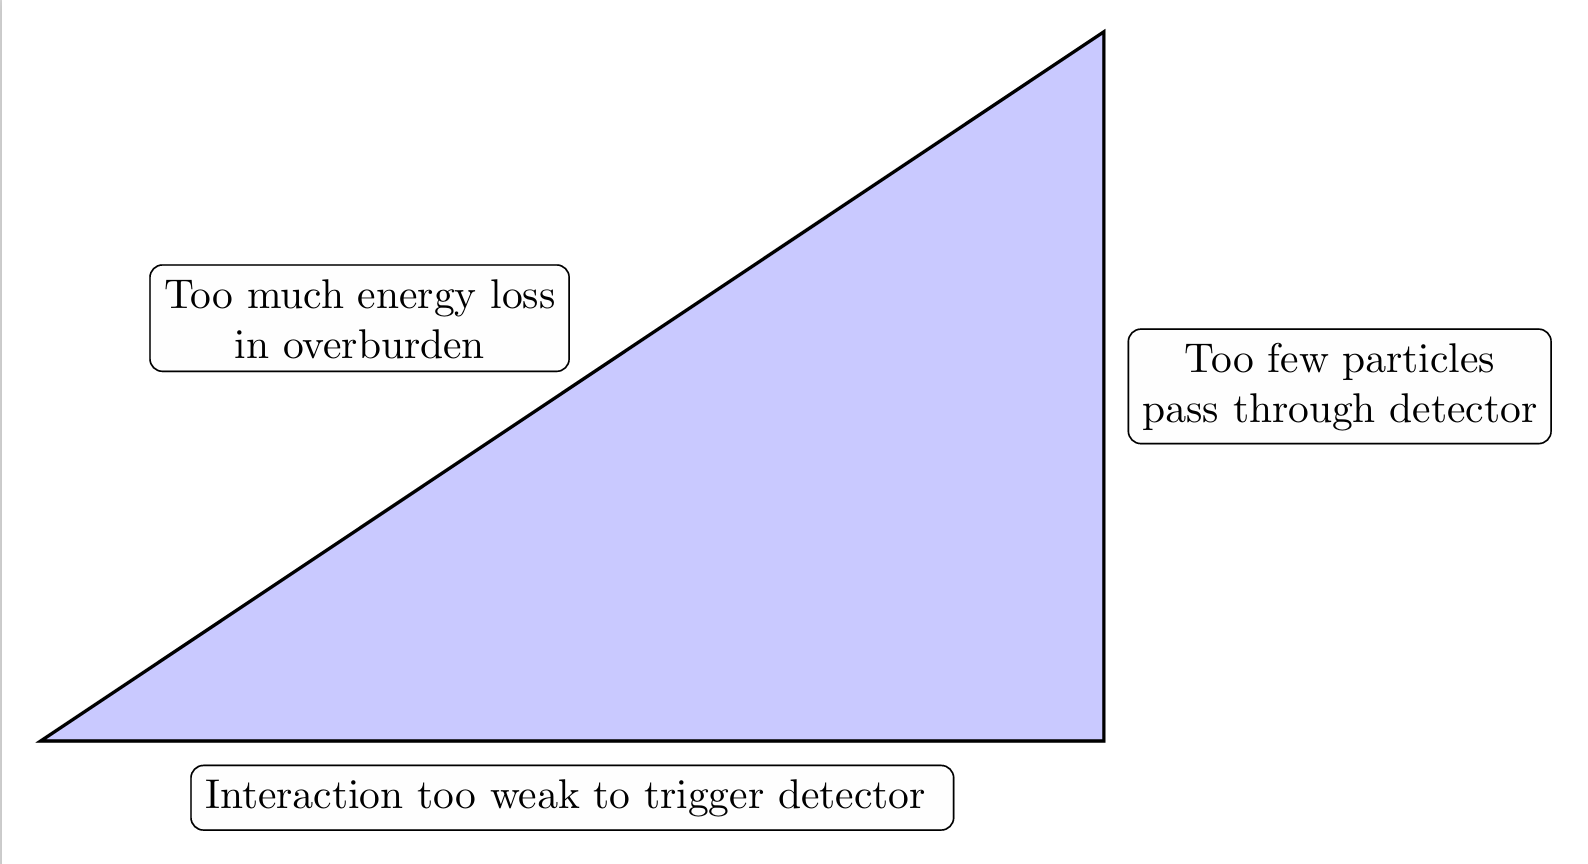 Too much energy loss
in overburden
Too few particles
pass through detector
Interaction too weak to trigger detector